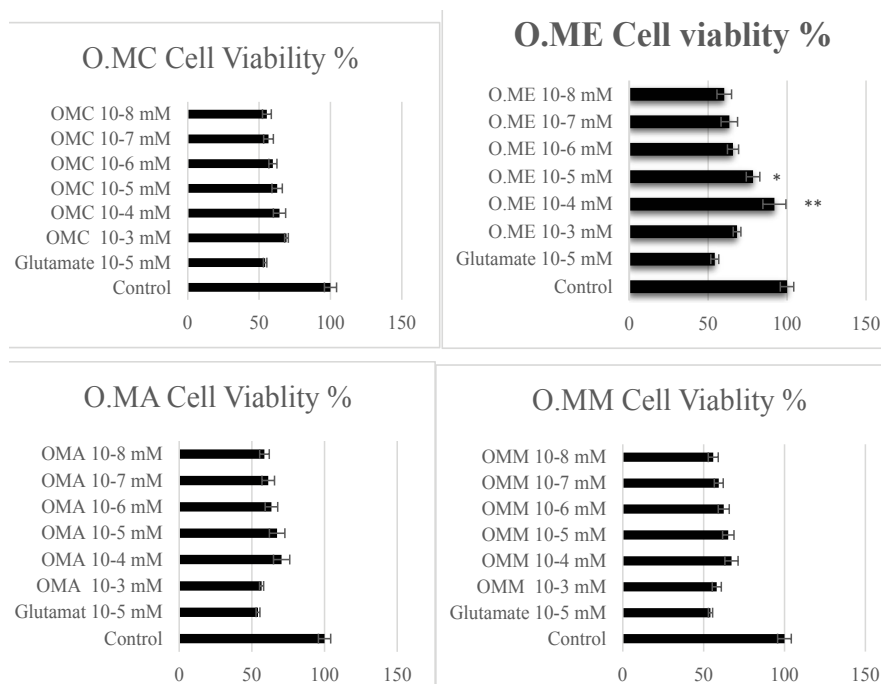 O.MC Cell Viability %
OMC 10-8 mM
OMC 10-7 mM
OMC 10-6 mM
OMC 10-5 mM
OMC 10-4 mM
OMC 10-3 mM
Glutamate 10-5 mM
Control
0 50 100 150
O.ME Cell viablity %
O.ME 10-8 mM
O.ME 10-7 mM
O.ME 10-6 mM
O.ME 10-5 mM *
O.ME 10-4 mM **
O.ME 10-3 mM
Glutamate 10-5 mM
Control
0 50 100 150
O.MA Cell Viablity %
OMA 10-8 mM
OMA 10-7 mM
OMA 10-6 mM
OMA 10-5 mM
OMA 10-4 mM
OMA 10-3 mM
Glutamat 10-5 mM
Control
0 50 100 150
O.MM Cell Viablity %
OMM 10-8 mM
OMM 10-7 mM
OMM 10-6 mM
OMM 10-5 mM
OMM 10-4 mM
OMM 10-3 mM
Glutamate 10-5 mM
Control
0 50 100 150